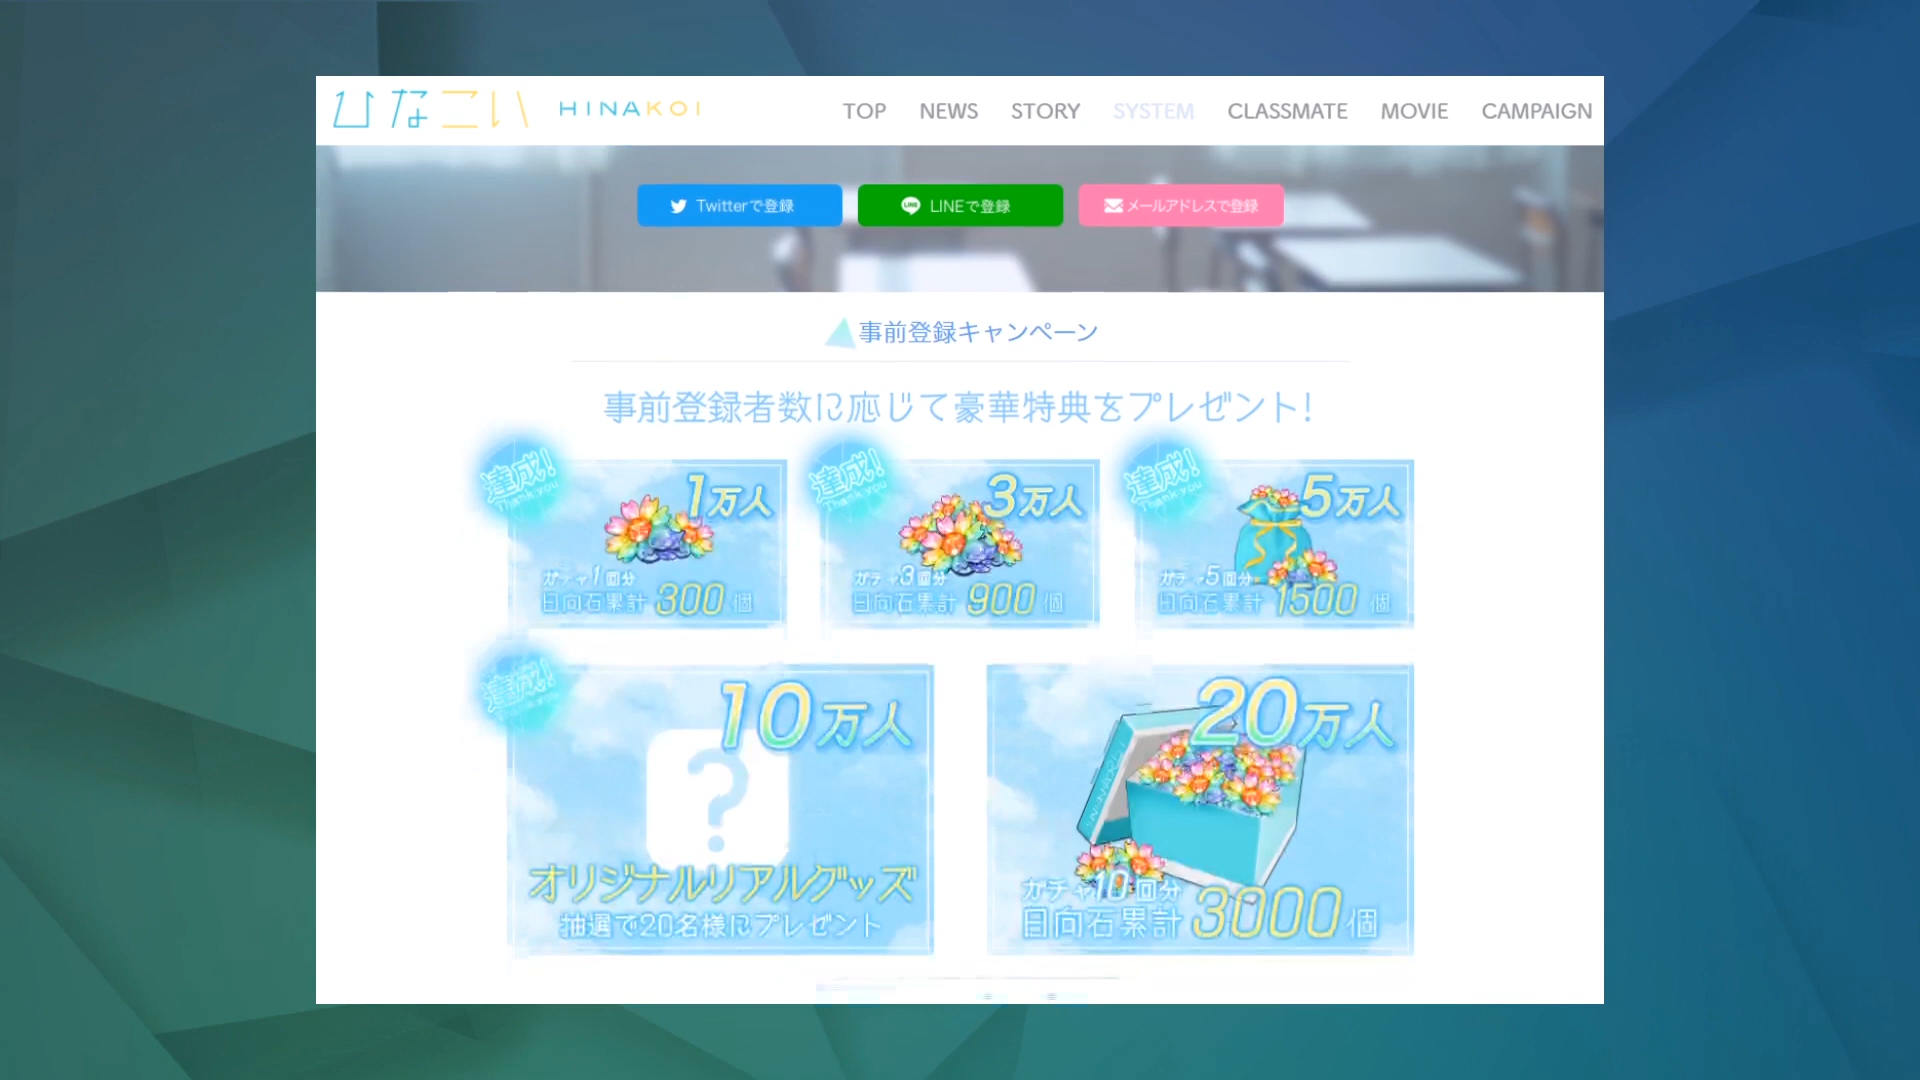 ひなこい HINAKOI
TOP NEWS STORY SYSTEM CLASSMATE MOVIE CAMPAIGN
Twitterで登録
LINEで登録
メールアドレスで登録
事前登録キャンペーン
事前登録者数に応じて豪華特典をプレゼント!
達成!
Thank you
1万人
ガチャ1回分
日向石累計 300 個
達成!
Thank you
3万人
ガチャ3回分
日向石累計 900 個
達成!
Thank you
5万人
ガチャ5回分
日向石累計 1500 個
達成!
Thank you
10万人
?
オリジナルリアルグッズ
抽選で20名様にプレゼント
20万人
ガチャ10回分
日向石累計 3000 個